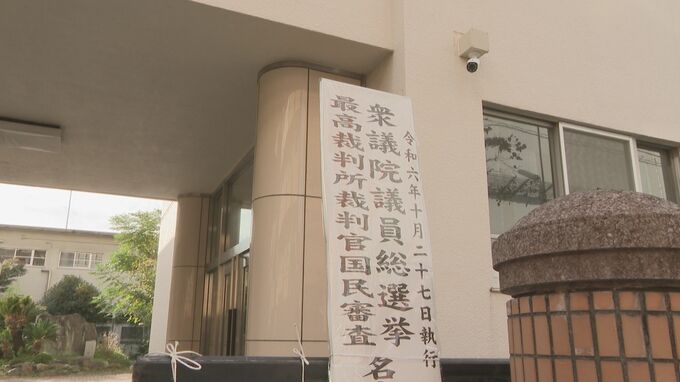 令和六年十月二十七日執行
衆議院議員総選挙
最高裁判所裁判官国民審査
名